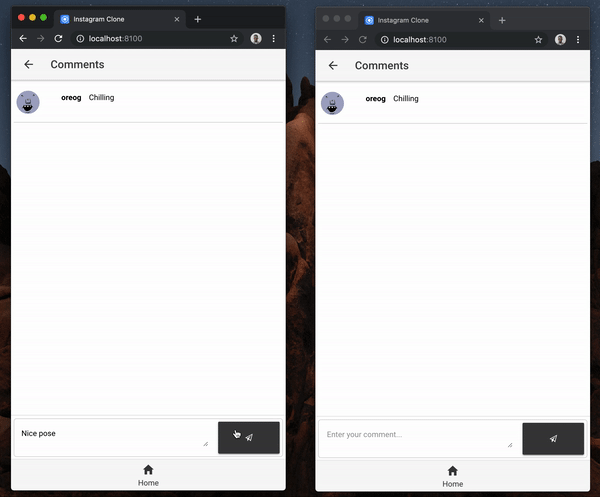 Instagram Clone
localhost:8100
Comments
oreog Chilling
Nice pose
Home
Instagram Clone
localhost:8100
Comments
oreog Chilling
Enter your comment...
Home